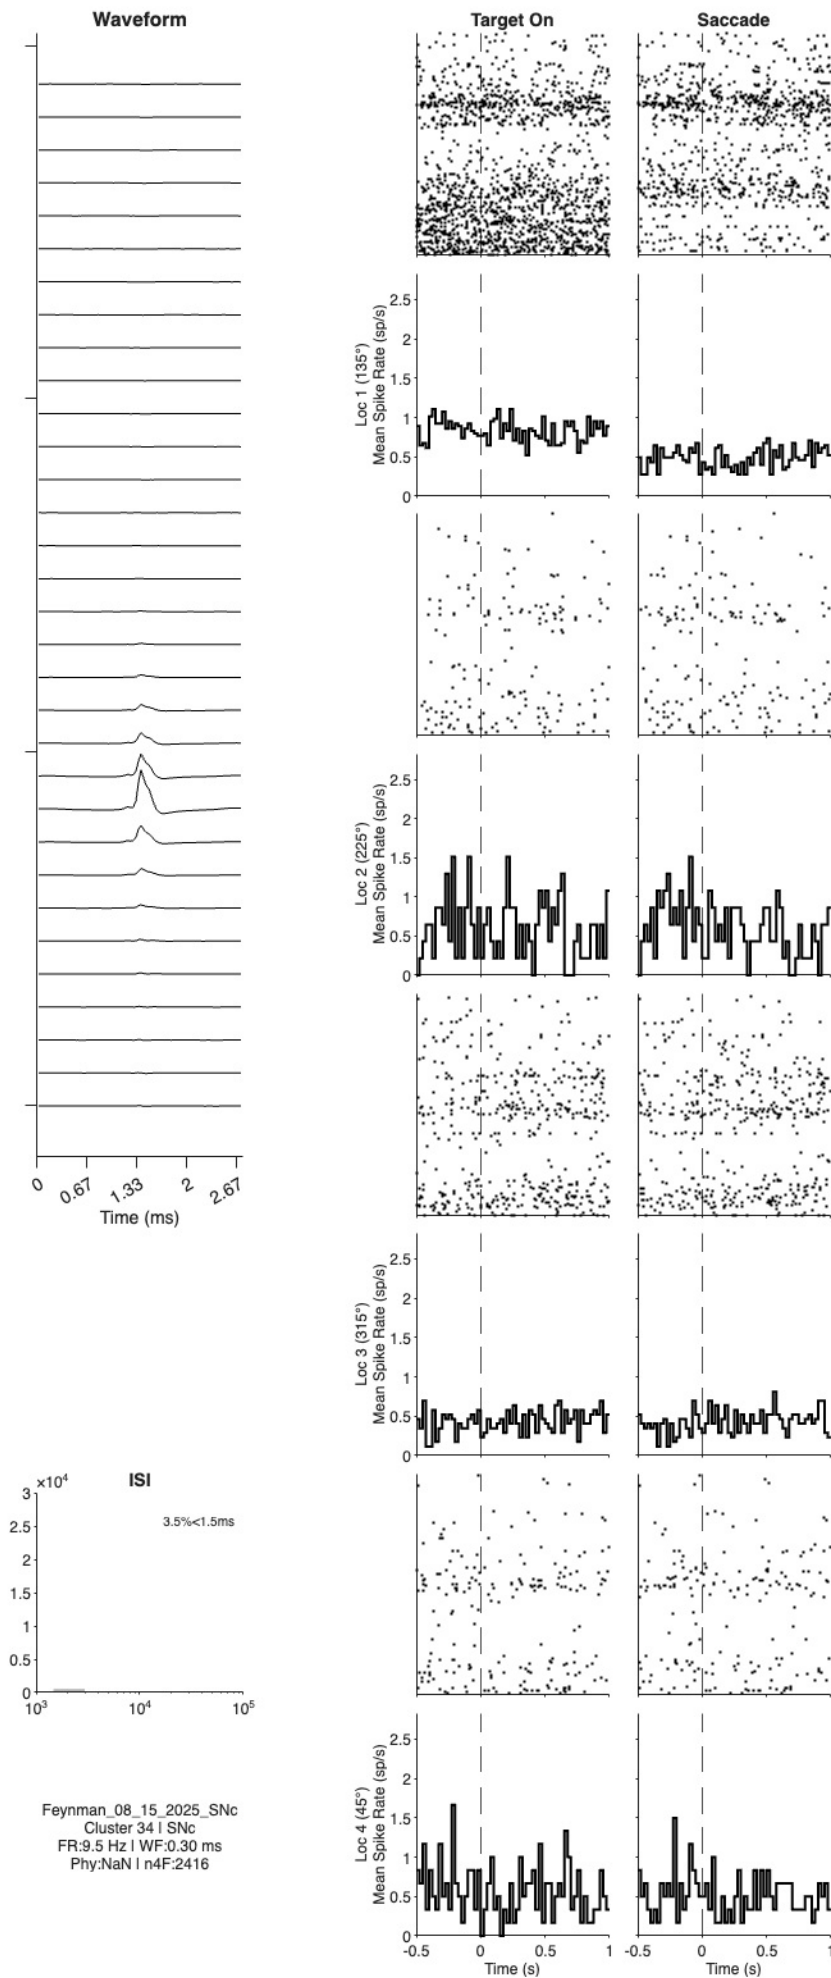 Waveform
Target On
Saccade
2.5
2
1.5
1
0.5
0
Loc 1 (135°)
Mean Spike Rate (sp/s)
2.5
2
1.5
1
0.5
0
Loc 2 (225°)
Mean Spike Rate (sp/s)
0
0.67
1.33
2
2.67
Time (ms)
2.5
2
1.5
1
0.5
0
Loc 3 (315°)
Mean Spike Rate (sp/s)
ISI
×10⁴
3.5%<1.5ms
3
2.5
2
1.5
1
0.5
0
10³ 10⁴ 10⁵
Feynman_08_15_2025_SNc
Cluster 34 | SNc
FR:9.5 Hz | WF:0.30 ms
Phy:NaN | n4F:2416
2.5
2
1.5
1
0.5
0
Loc 4 (45°)
Mean Spike Rate (sp/s)
-0.5 0 0.5 1
Time (s)
-0.5 0 0.5 1
Time (s)